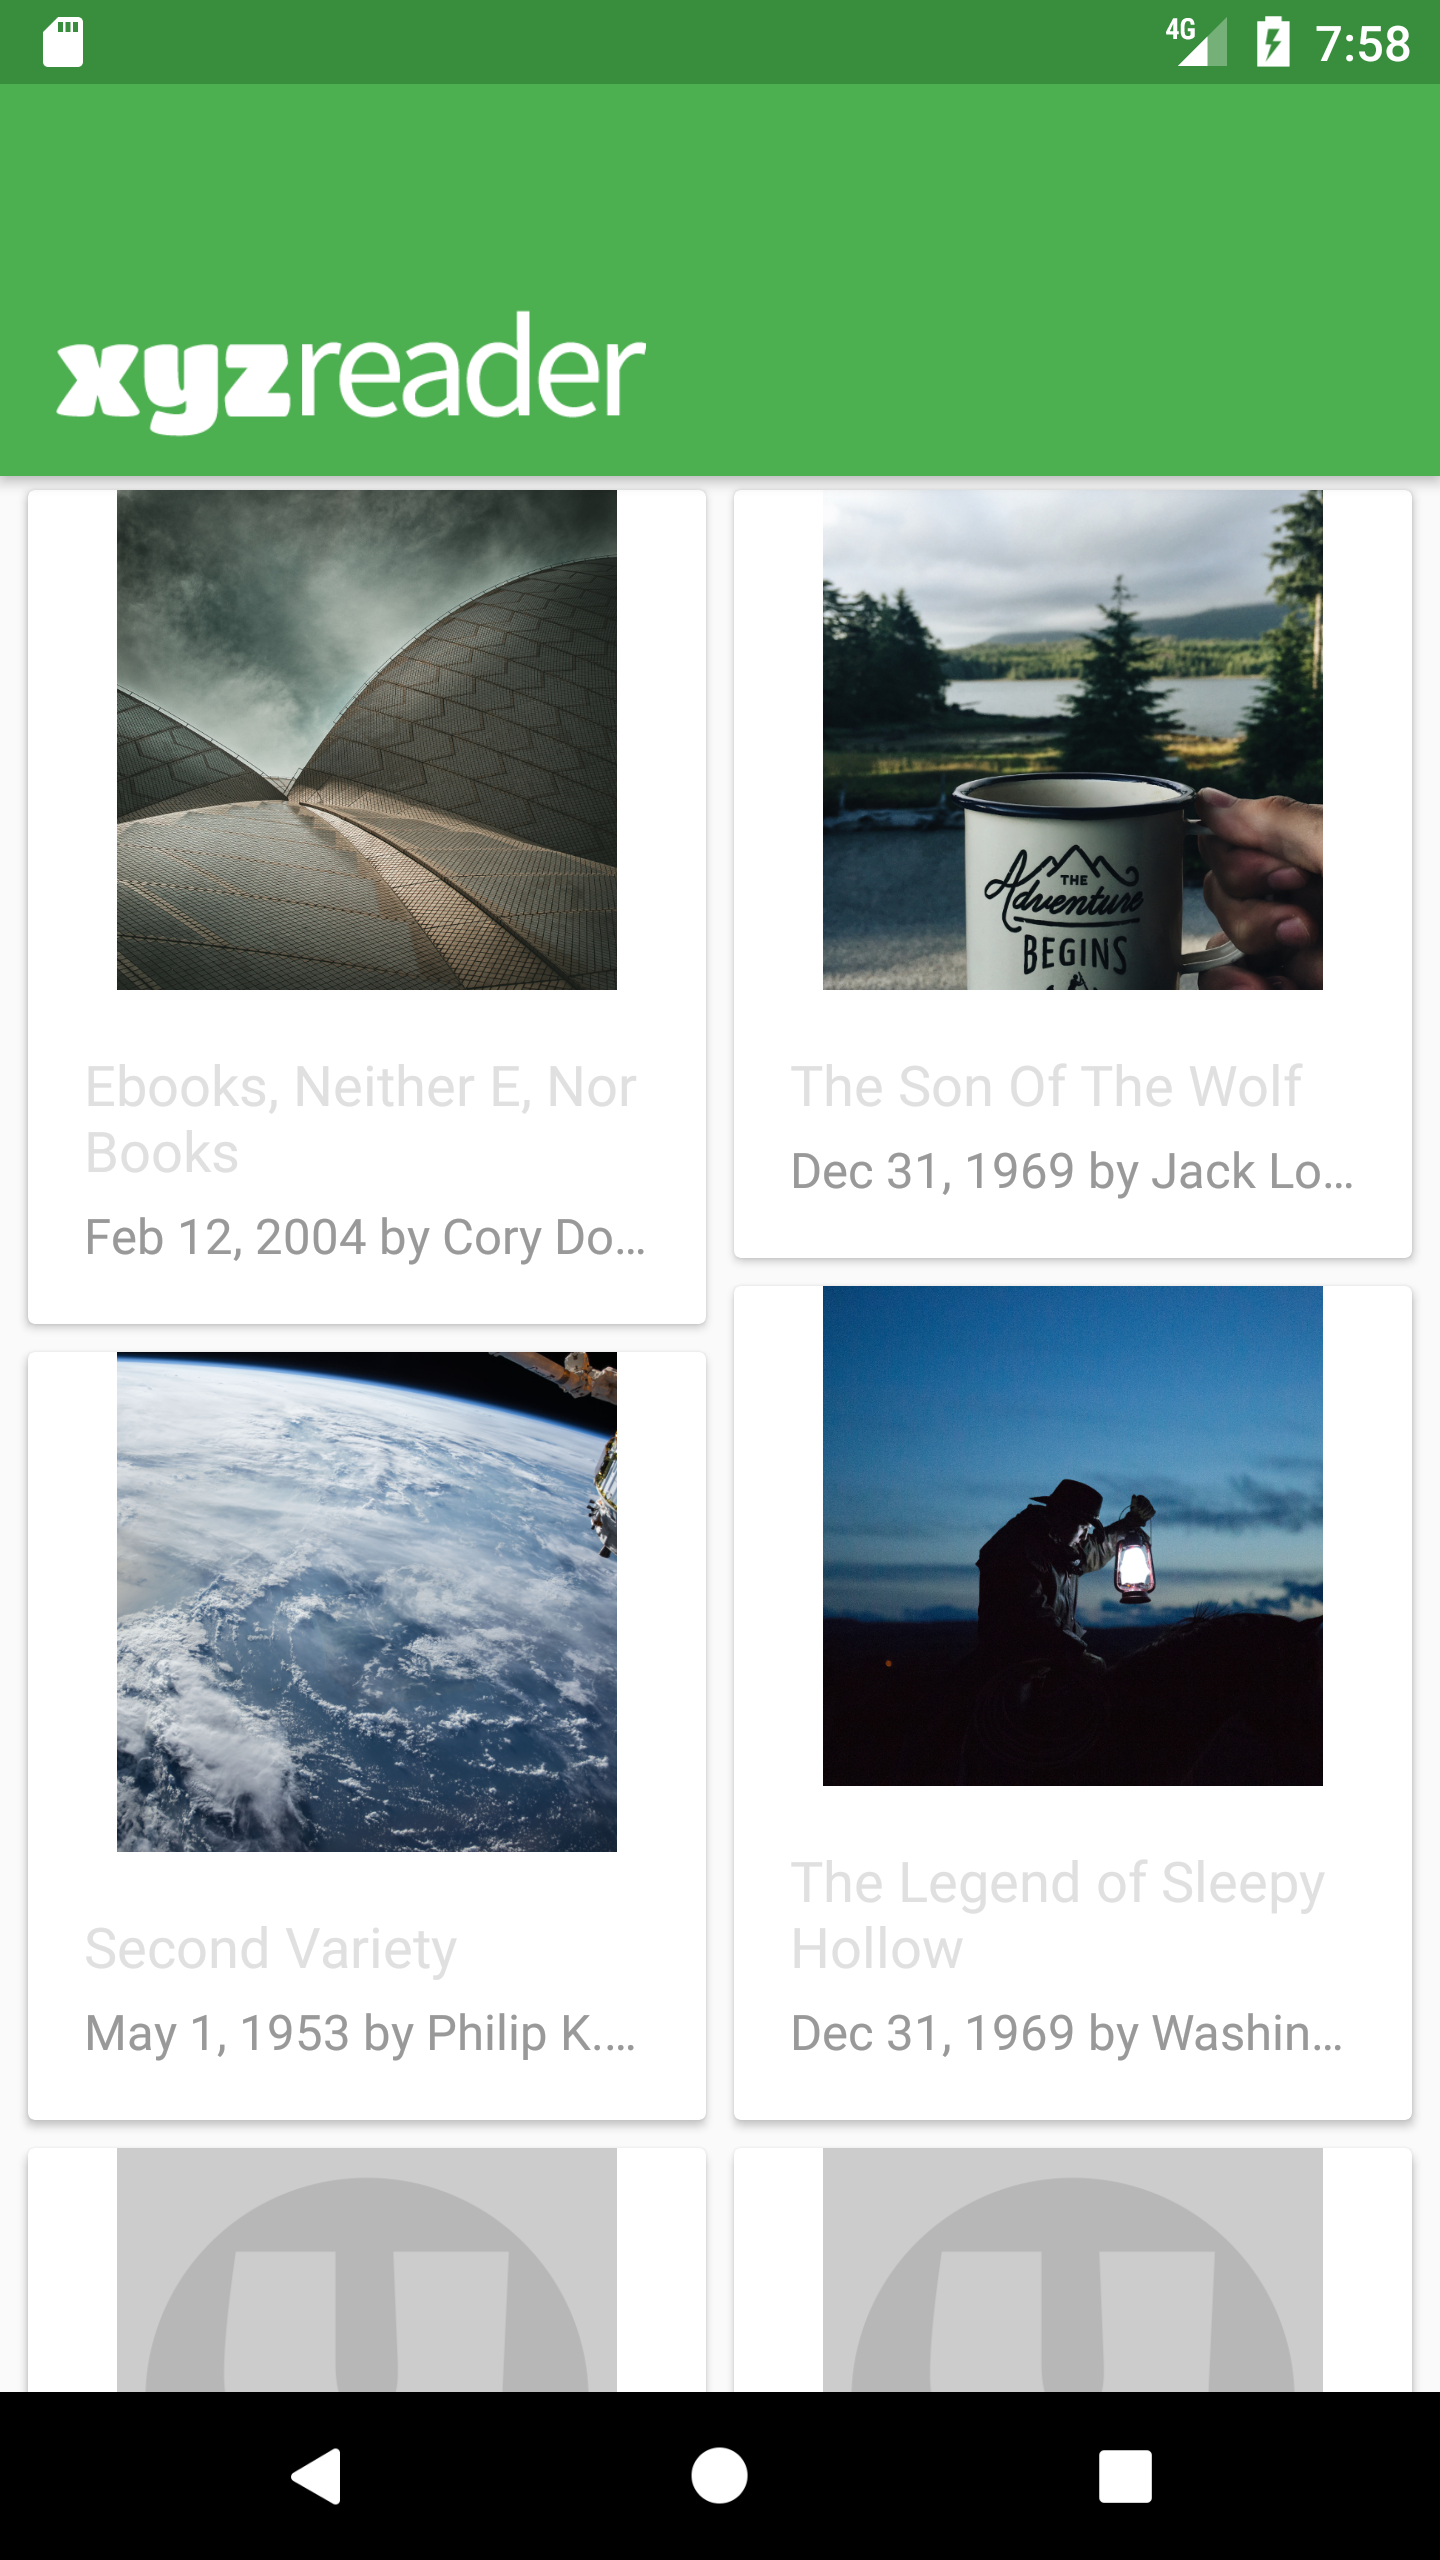 4G 7:58
xyzreader
THE
Adventure
BEGINS
Ebooks, Neither E, Nor
Books
Feb 12, 2004 by Cory Do...
The Son Of The Wolf
Dec 31, 1969 by Jack Lo...
Second Variety
May 1, 1953 by Philip K....
The Legend of Sleepy
Hollow
Dec 31, 1969 by Washin...